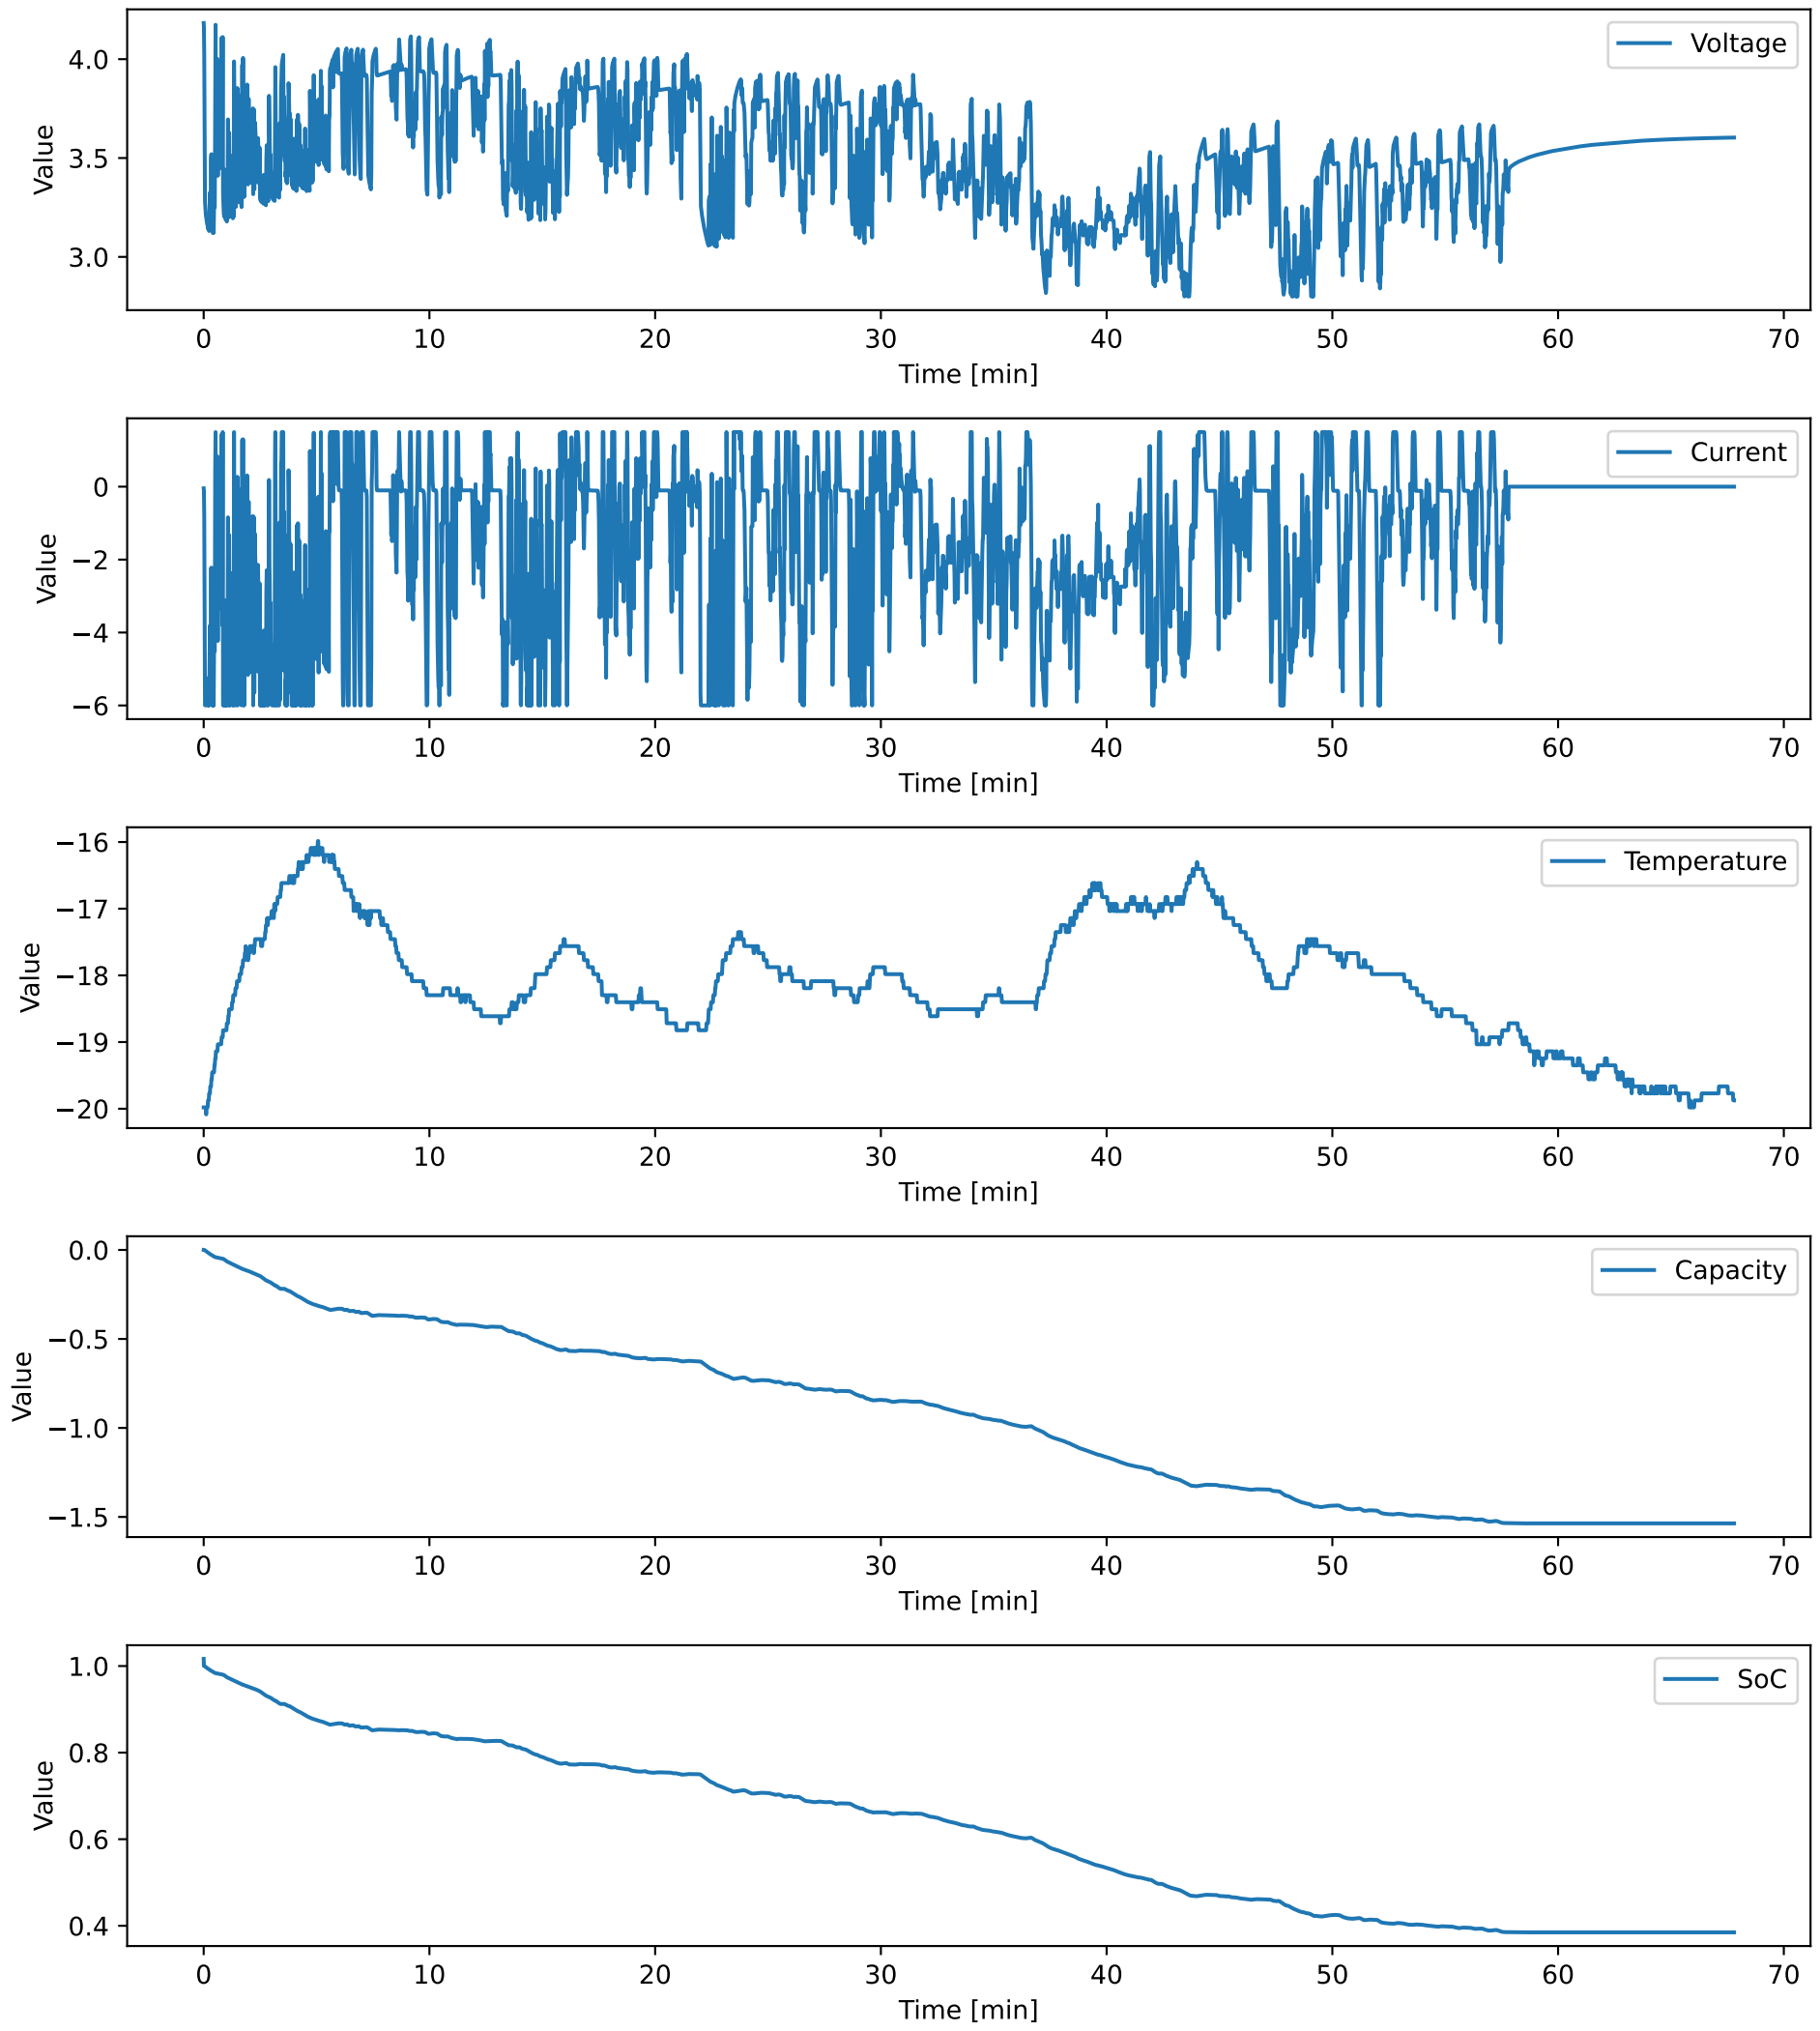 Value
4.0
3.5
3.0
Voltage
0 10 20 30 40 50 60 70
Time [min]
Value
0
−2
−4
−6
Current
0 10 20 30 40 50 60 70
Time [min]
Value
−16
−17
−18
−19
−20
Temperature
0 10 20 30 40 50 60 70
Time [min]
Value
0.0
−0.5
−1.0
−1.5
Capacity
0 10 20 30 40 50 60 70
Time [min]
Value
1.0
0.8
0.6
0.4
SoC
0 10 20 30 40 50 60 70
Time [min]